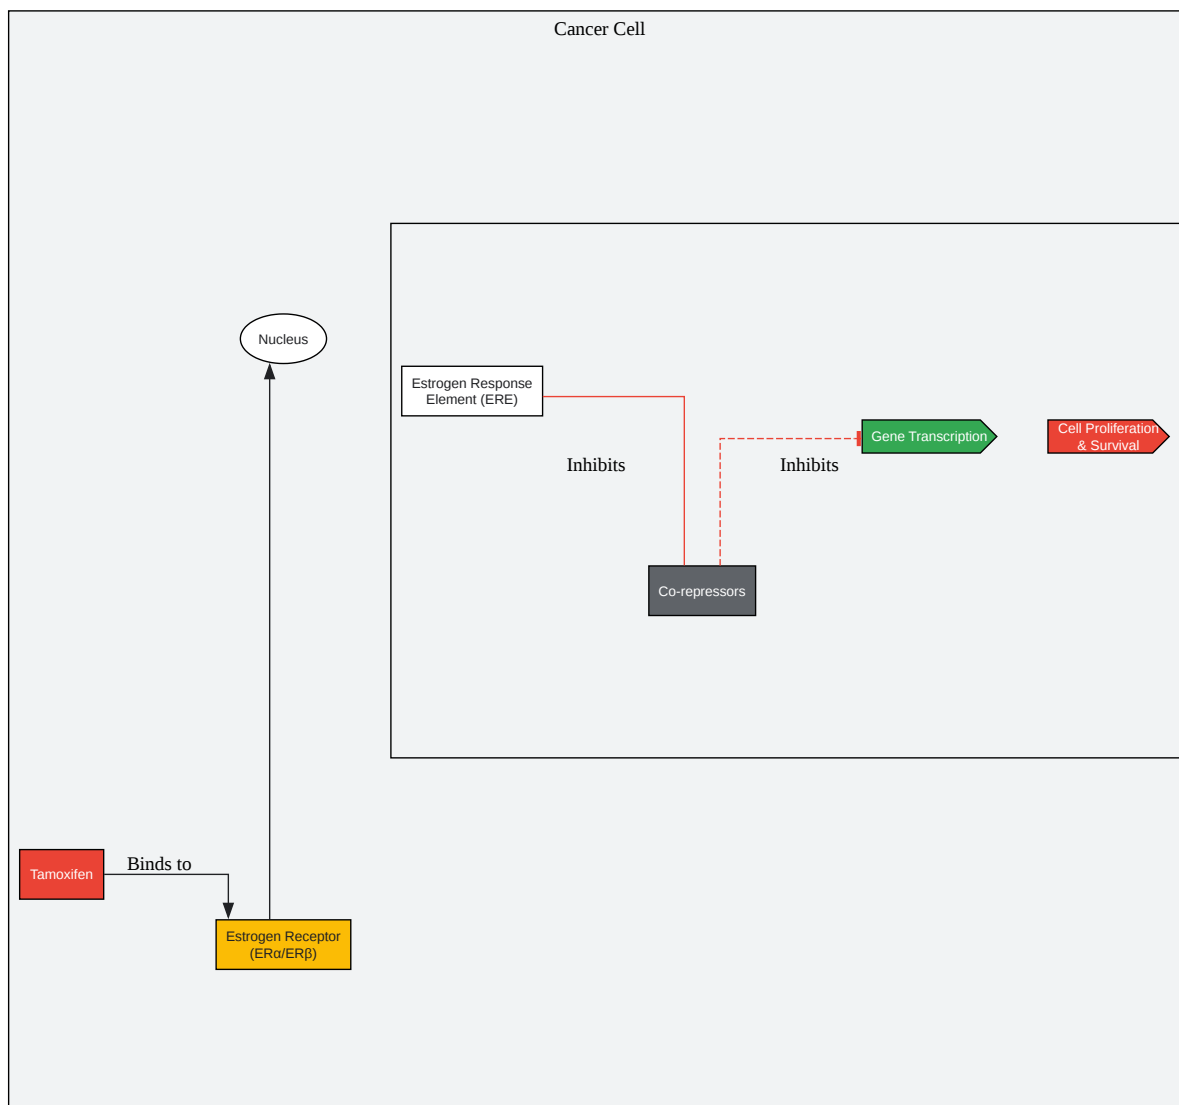 Cancer Cell
Nucleus
Estrogen Response
Element (ERE)
Gene Transcription
Cell Proliferation
& Survival
Inhibits
Inhibits
Co-repressors
Binds to
Tamoxifen
Estrogen Receptor
(ERα/ERβ)